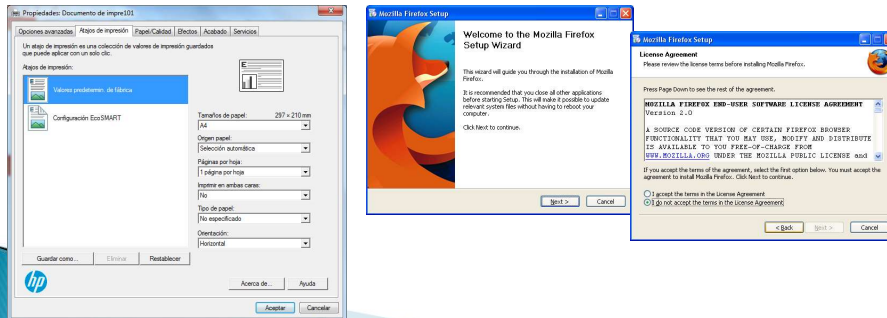 Propiedades: Documento de impre101
Opciones avanzadas Atajos de impresión Papel/Calidad Efectos Acabado Servicios
Un atajo de impresión es una colección de valores de impresión guardados
que puede aplicar con un solo clic.
Atajos de impresión:
Valores predetermin. de fábrica
Configuración EcoSMART
Tamaños de papel: 297 × 210 mm
A4
Origen papel:
Selección automática
Páginas por hoja:
1 página por hoja
Imprimir en ambas caras:
No
Tipo de papel:
No especificado
Orientación:
Horizontal
Guardar como... Eliminar Restablecer
hp
Acerca de... Ayuda
Aceptar Cancelar
Mozilla Firefox Setup
Welcome to the Mozilla Firefox
Setup Wizard
This wizard will guide you through the installation of Mozilla
Firefox.
It is recommended that you close all other applications
before starting Setup. This will make it possible to update
relevant system files without having to reboot your
computer.
Click Next to continue.
Next > Cancel
Mozilla Firefox Setup
License Agreement
Please review the license terms before installing Mozilla Firefox.
Press Page Down to see the rest of the agreement.
MOZILLA FIREFOX END-USER SOFTWARE LICENSE AGREEMENT
Version 2.0
A SOURCE CODE VERSION OF CERTAIN FIREFOX BROWSER
FUNCTIONALITY THAT YOU MAY USE, MODIFY AND DISTRIBUTE
IS AVAILABLE TO YOU FREE-OF-CHARGE FROM
WWW.MOZILLA.ORG UNDER THE MOZILLA PUBLIC LICENSE and
If you accept the terms of the agreement, select the first option below. You must accept the
agreement to install Mozilla Firefox. Click Next to continue.
I accept the terms in the License Agreement
I do not accept the terms in the License Agreement
< Back Next > Cancel